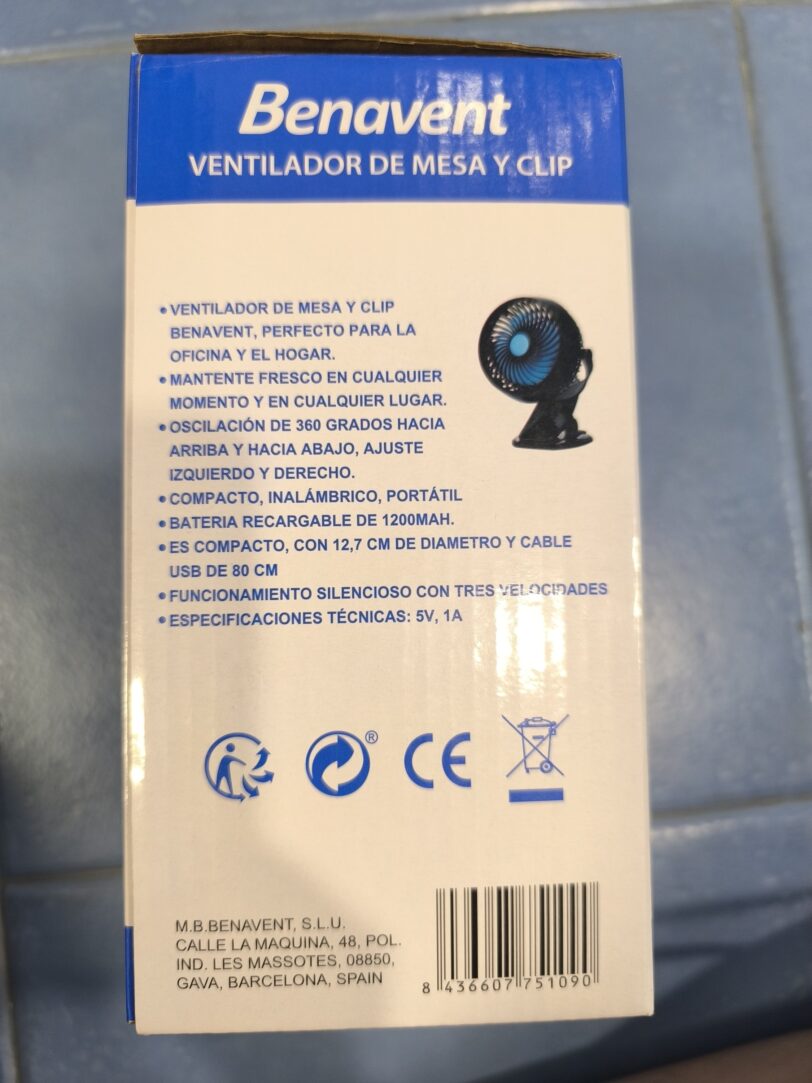 Benavent
VENTILADOR DE MESA Y CLIP
• VENTILADOR DE MESA Y CLIP
BENAVENT, PERFECTO PARA LA
OFICINA Y EL HOGAR.
• MANTENTE FRESCO EN CUALQUIER
MOMENTO Y EN CUALQUIER LUGAR.
• OSCILACIÓN DE 360 GRADOS HACIA
ARRIBA Y HACIA ABAJO, AJUSTE
IZQUIERDO Y DERECHO.
• COMPACTO, INALÁMBRICO, PORTÁTIL
• BATERIA RECARGABLE DE 1200MAH.
• ES COMPACTO, CON 12,7 CM DE DIAMETRO Y CABLE
USB DE 80 CM
• FUNCIONAMIENTO SILENCIOSO CON TRES VELOCIDADES
• ESPECIFICACIONES TÉCNICAS: 5V, 1A
® CE
M.B.BENAVENT, S.L.U.
CALLE LA MAQUINA, 48, POL.
IND. LES MASSOTES, 08850,
GAVA, BARCELONA, SPAIN
8 436607 751090